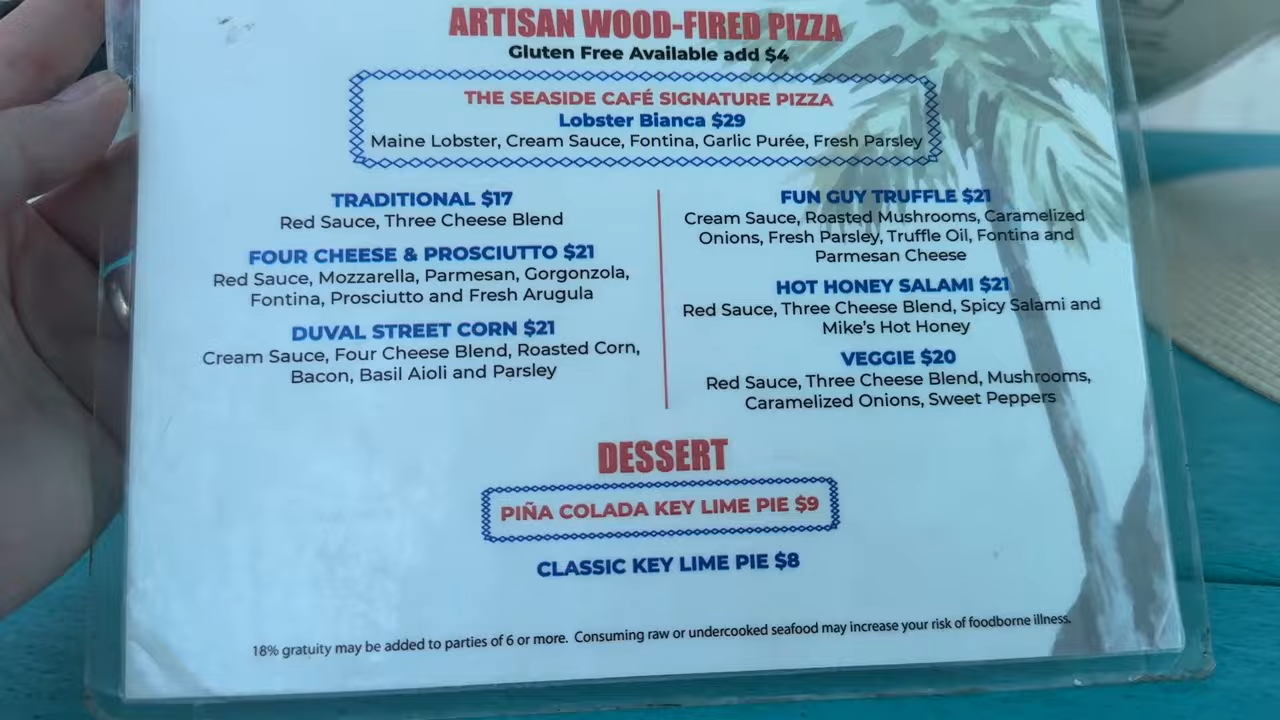 ARTISAN WOOD-FIRED PIZZA
Gluten Free Available add $4
THE SEASIDE CAFÉ SIGNATURE PIZZA
Lobster Bianca $29
Maine Lobster, Cream Sauce, Fontina, Garlic Purée, Fresh Parsley
TRADITIONAL $17
Red Sauce, Three Cheese Blend
FOUR CHEESE & PROSCIUTTO $21
Red Sauce, Mozzarella, Parmesan, Gorgonzola,
Fontina, Prosciutto and Fresh Arugula
DUVAL STREET CORN $21
Cream Sauce, Four Cheese Blend, Roasted Corn,
Bacon, Basil Aioli and Parsley
FUN GUY TRUFFLE $21
Cream Sauce, Roasted Mushrooms, Caramelized
Onions, Fresh Parsley, Truffle Oil, Fontina and
Parmesan Cheese
HOT HONEY SALAMI $21
Red Sauce, Three Cheese Blend, Spicy Salami and
Mike's Hot Honey
VEGGIE $20
Red Sauce, Three Cheese Blend, Mushrooms,
Caramelized Onions, Sweet Peppers
DESSERT
PIÑA COLADA KEY LIME PIE $9
CLASSIC KEY LIME PIE $8
18% gratuity may be added to parties of 6 or more. Consuming raw or undercooked seafood may increase your risk of foodborne illness.